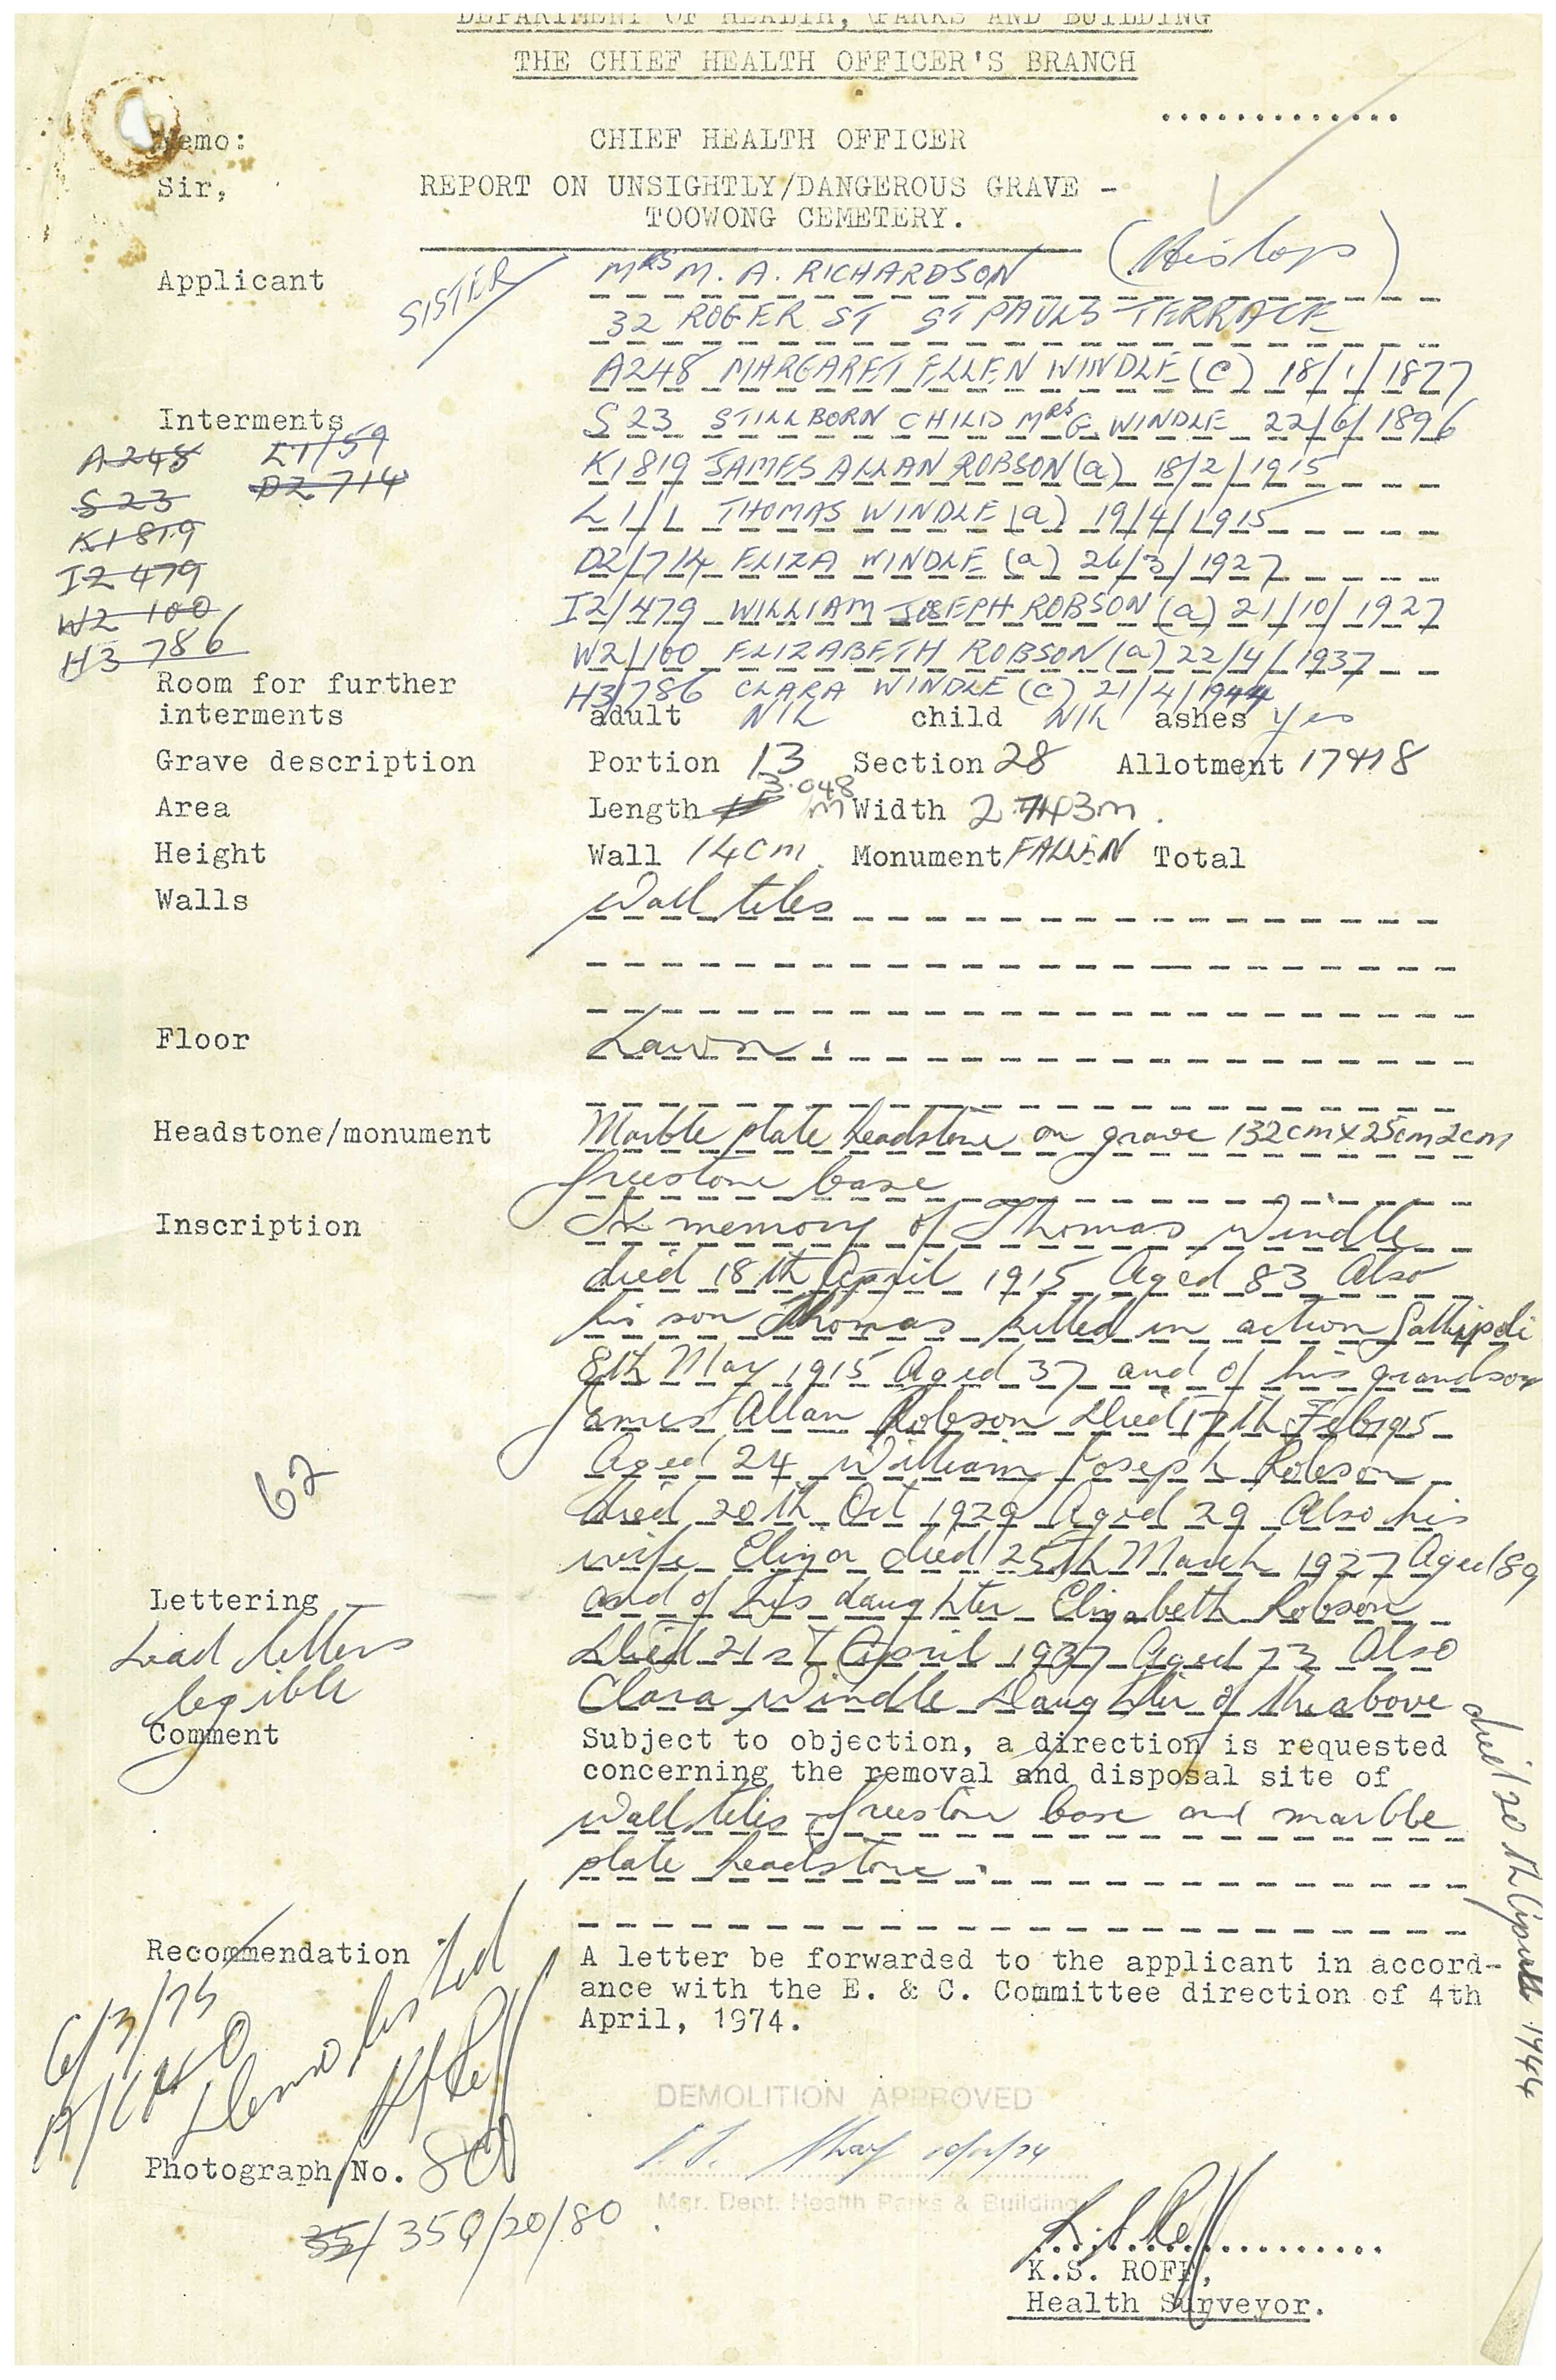 DEPARTMENT OF HEALTH, PARKS AND BUILDING
THE CHIEF HEALTH OFFICER'S BRANCH
.............
Memo: CHIEF HEALTH OFFICER
Sir, REPORT ON UNSIGHTLY/DANGEROUS GRAVE -
TOOWONG CEMETERY.
Applicant SISTER MRS M. A. RICHARDSON
32 ROGER ST ST PAULS TERRACE
A248 MARGARET ELLEN WINDLE (C) 18/1/1877
Interments S23 STILLBORN CHILD MRS G. WINDLE 22/6/1896
A 248 L1/59 K1819 JAMES ALLAN ROBSON (a) 18/2/1915
S 23 D2 714 L1/1 THOMAS WINDLE (a) 19/4/1915
K1819 D2/714 ELIZA WINDLE (a) 26/3/1927
I2 479 I2/479 WILLIAM JOSEPH ROBSON (a) 21/10/1927
W2 100 W2/100 ELIZABETH ROBSON (a) 22/4/1937
H3 786 H3/786 CLARA WINDLE (C) 21/4/1944
Room for further
interments adult NIL child NIL ashes yes
Grave description Portion 13 Section 28 Allotment 17+18
Area Length 3.048 m Width 2.743m.
Height Wall 14cm. Monument FALLEN Total
Walls Wall tiles
Floor Lawn.
Headstone/monument Marble plate headstone on grave 132cm x 25cm 2cm
freestone base
Inscription In memory of Thomas Windle
died 18th April 1915 Aged 83 Also
his son Thomas killed in action Gallipoli
8th May 1915 Aged 37 and of his grandson
James Allan Robson Died 17th Feb 1915
Aged 24 William Joseph Robson
62
Died 20th Oct 1929 Aged 29 Also his
wife Eliza died 25th March 1927 Aged 89
Lettering and of his daughter Elizabeth Robson
Lead letters Died 21st April 1937 Aged 73 Also
legible Clara Windle Daughter of the above
died 20th April 1944
Comment Subject to objection, a direction is requested
concerning the removal and disposal site of
Wall tiles freestone base and marble
plate headstone.
Recommendation A letter be forwarded to the applicant in accord-
ance with the E. & C. Committee direction of 4th
April, 1974.
6/3/75
Demolished
DEMOLITION APPROVED
Photograph No. 80
Mgr. Dept. Health Parks & Building
35/ 350/20/80
K.S. ROFF,
Health Surveyor.